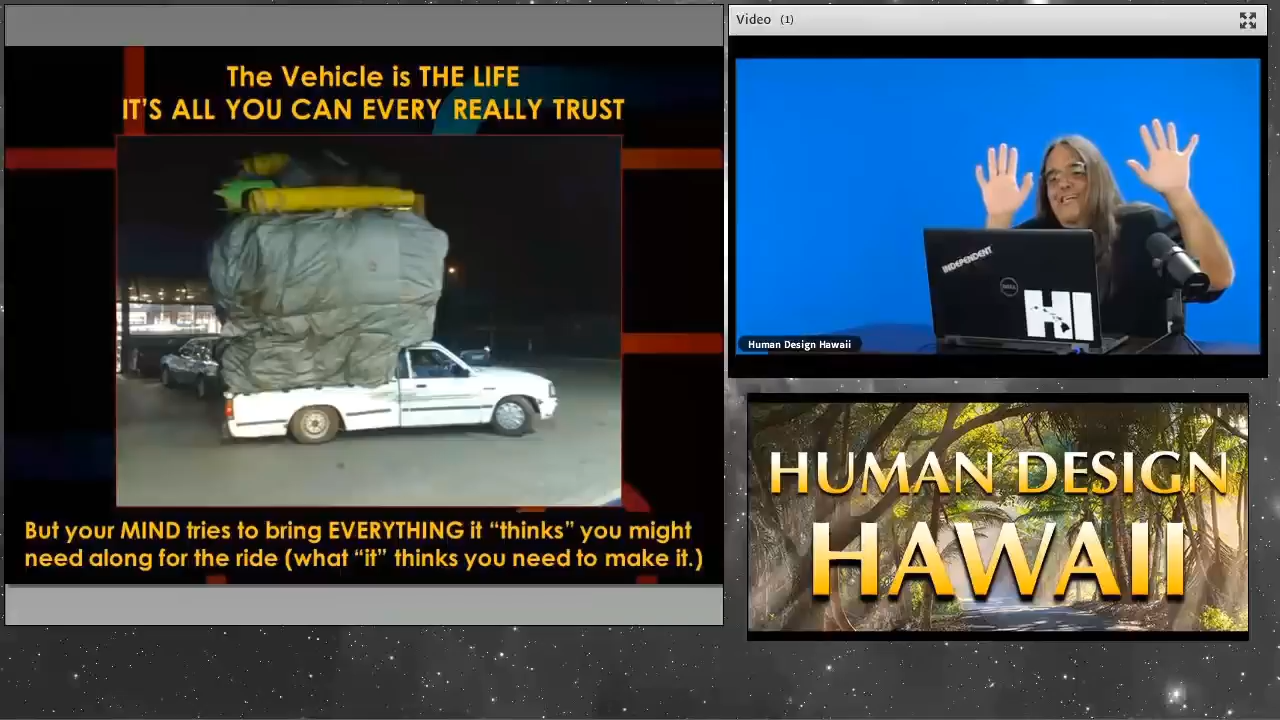 The Vehicle is THE LIFE
IT'S ALL YOU CAN EVERY REALLY TRUST
But your MIND tries to bring EVERYTHING it “thinks” you might
need along for the ride (what “it” thinks you need to make it.)
Video (1)
INDEPENDENT
DELL
HI
Human Design Hawaii
HUMAN DESIGN
HAWAII